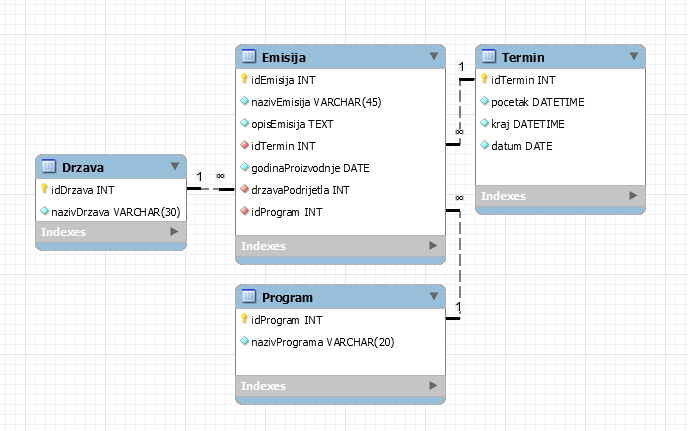 Emisija
idEmisija INT
nazivEmisija VARCHAR(45)
opisEmisija TEXT
idTermin INT
godinaProizvodnje DATE
drzavaPodrijetla INT
idProgram INT
Indexes
Termin
idTermin INT
pocetak DATETIME
kraj DATETIME
datum DATE
Indexes
1
∞
Drzava
idDrzava INT
nazivDrzava VARCHAR(30)
Indexes
1
∞
∞
1
Program
idProgram INT
nazivPrograma VARCHAR(20)
Indexes